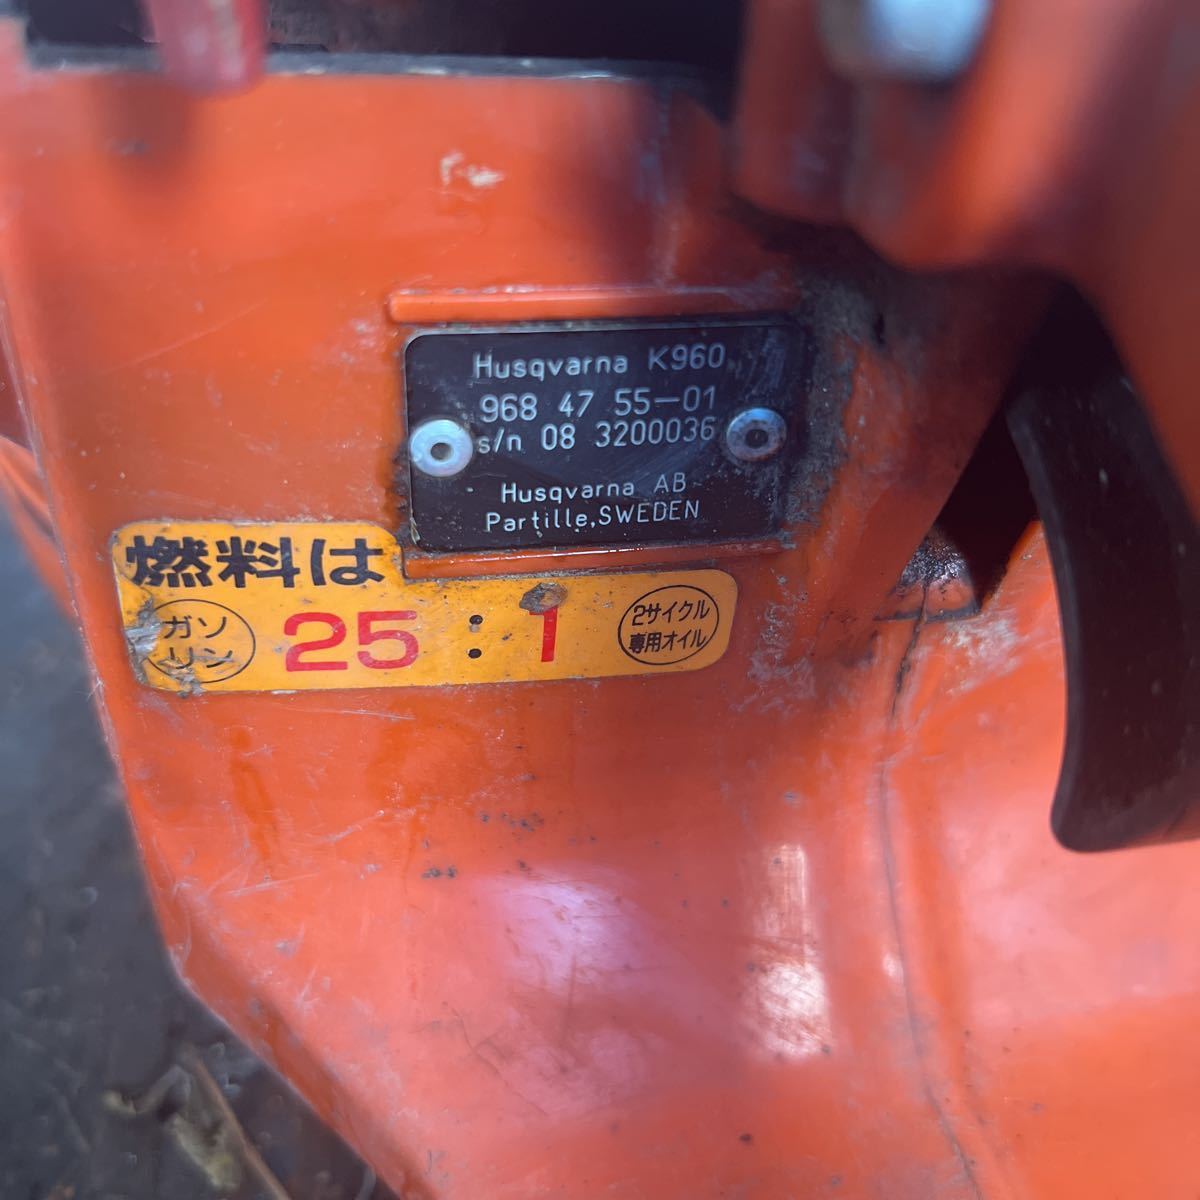 Husqvarna K960
968 47 55-01
s/n 08 3200036
Husqvarna AB
Partille,SWEDEN
燃料は
ガソリン 25:1 2サイクル専用オイル